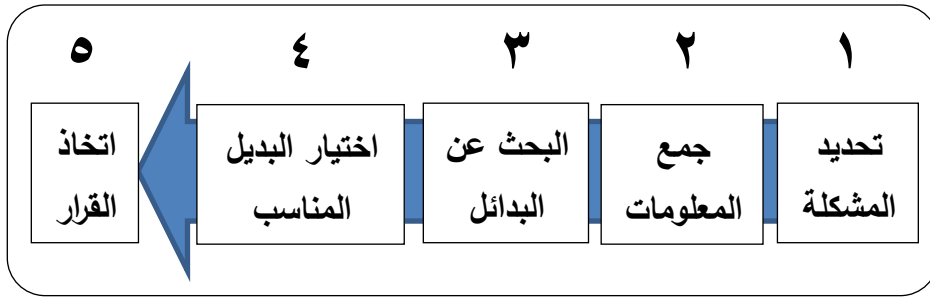 ١ ٢ ٣ ٤ ٥
تحديد
المشكلة
جمع
المعلومات
البحث عن
البدائل
اختيار البديل
المناسب
اتخاذ
القرار